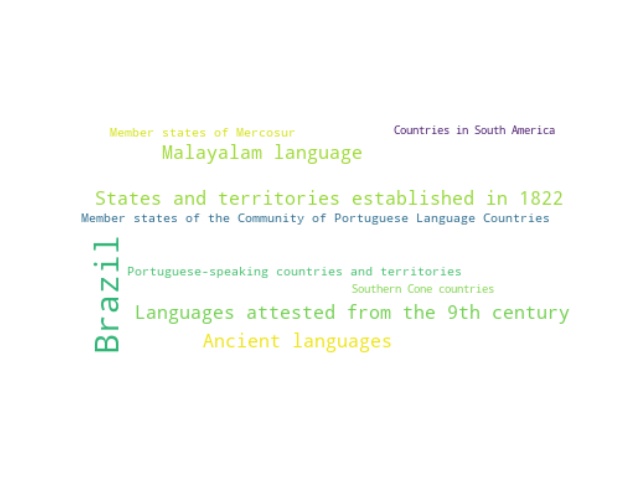 Member states of Mercosur
Countries in South America
Malayalam language
States and territories established in 1822
Member states of the Community of Portuguese Language Countries
Brazil
Portuguese-speaking countries and territories
Southern Cone countries
Languages attested from the 9th century
Ancient languages